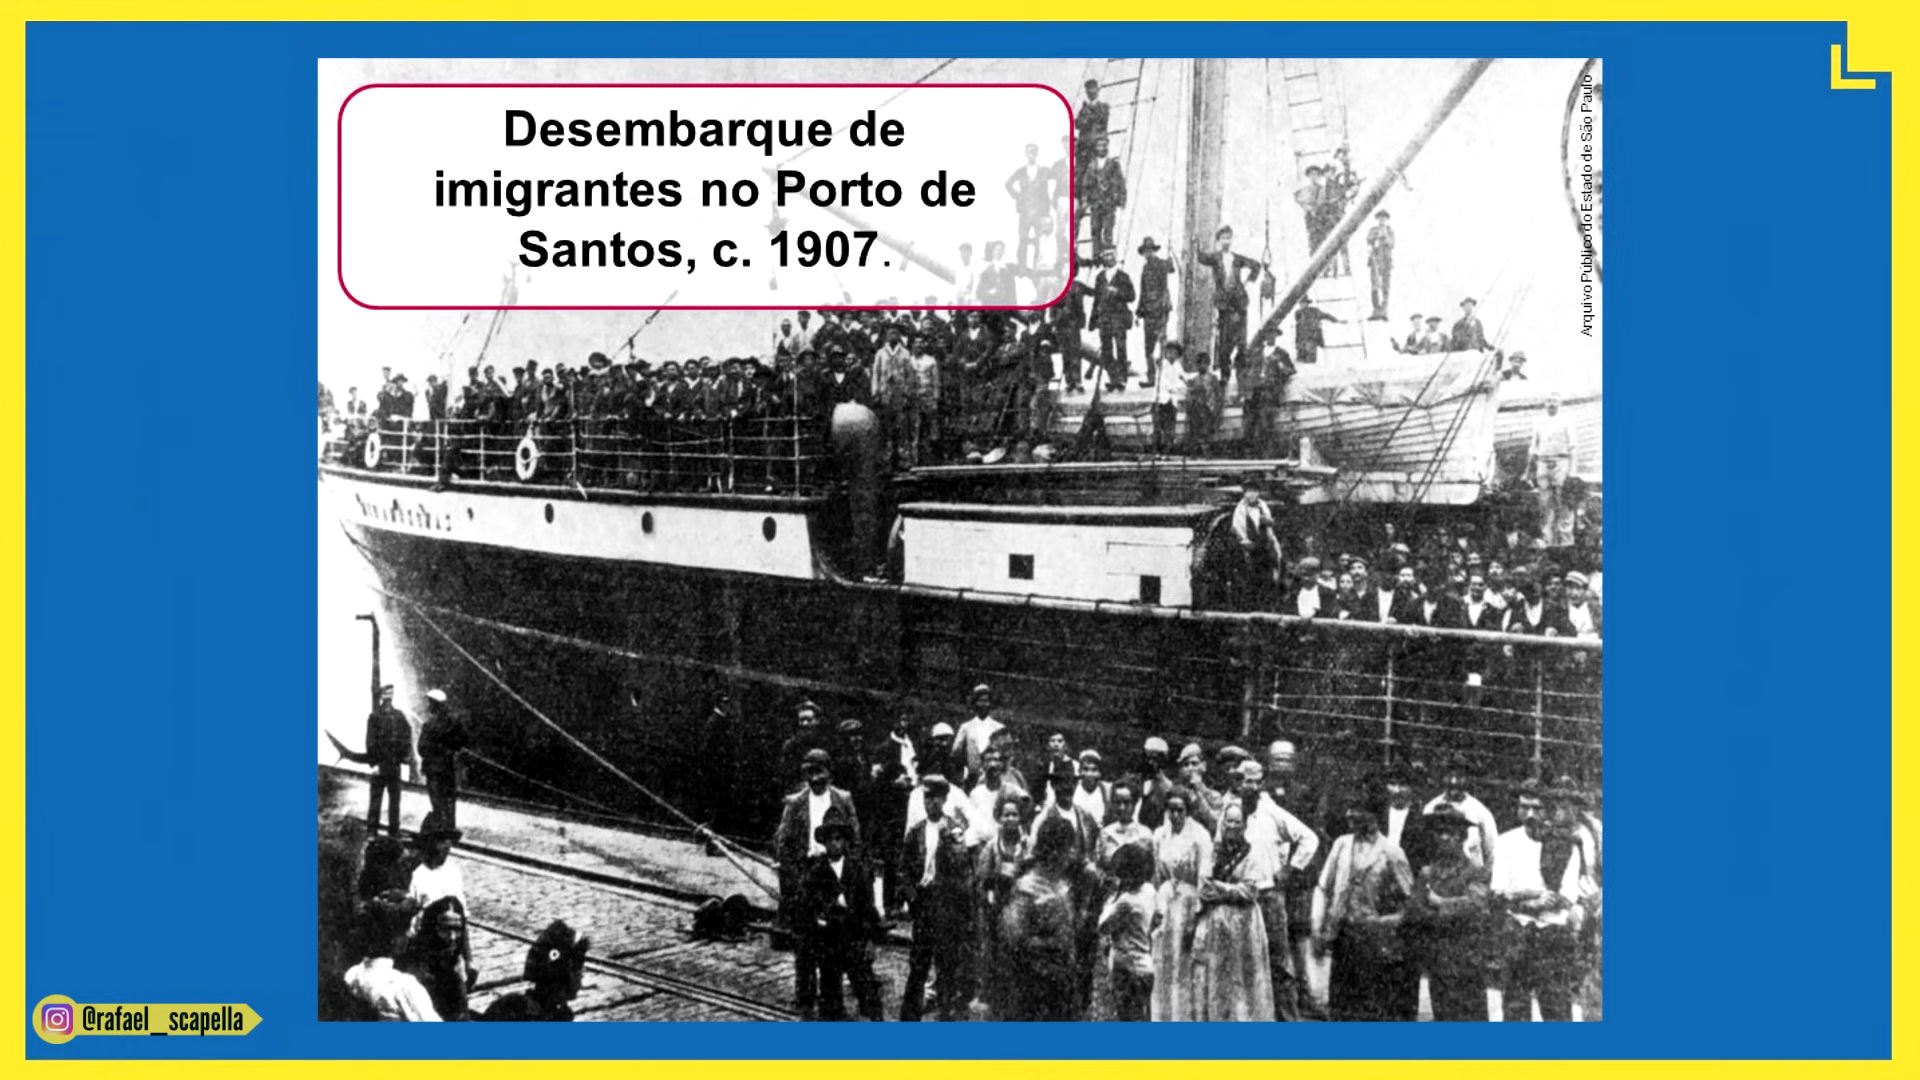 Desembarque de
imigrantes no Porto de
Santos, c. 1907.
Arquivo Público do Estado de São Paulo
@rafael_scapella